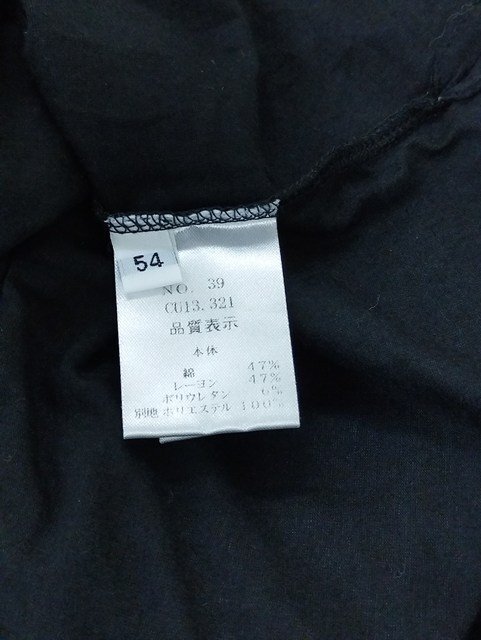 54
NO. 39
CU13.321
品質表示
本体
綿 47%
レーヨン 47%
ポリウレタン 6%
別地 ポリエステル 100%